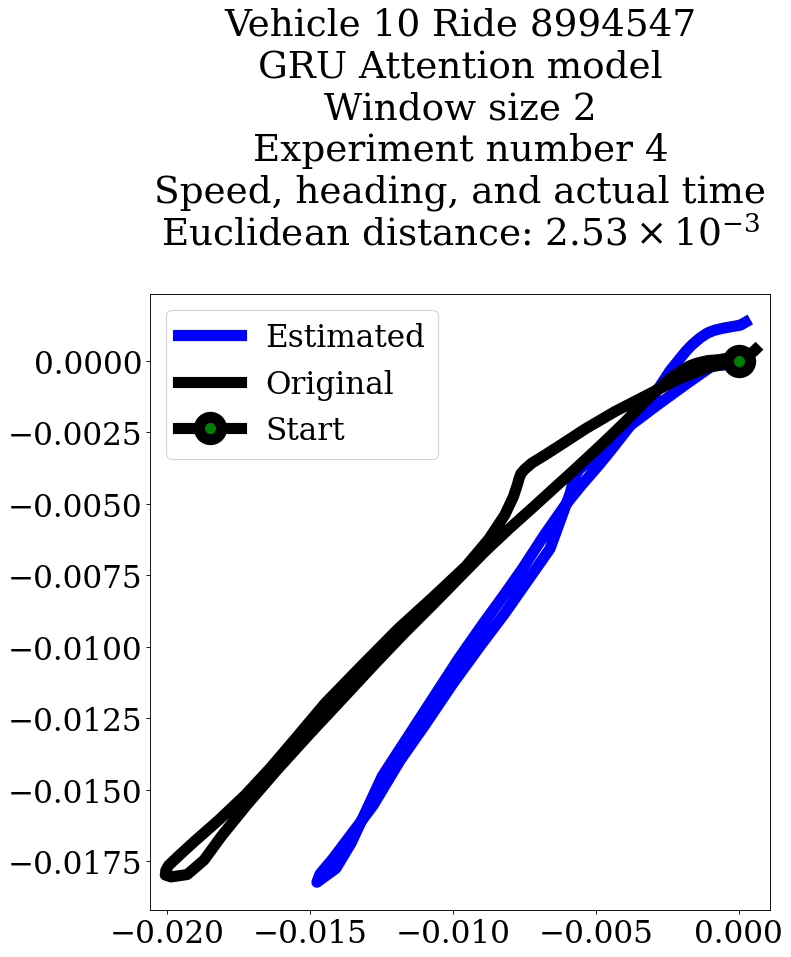 Vehicle 10 Ride 8994547
GRU Attention model
Window size 2
Experiment number 4
Speed, heading, and actual time
Euclidean distance: 2.53 × 10⁻³
Estimated
Original
Start
0.0000
−0.0025
−0.0050
−0.0075
−0.0100
−0.0125
−0.0150
−0.0175
−0.020 −0.015 −0.010 −0.005 0.000